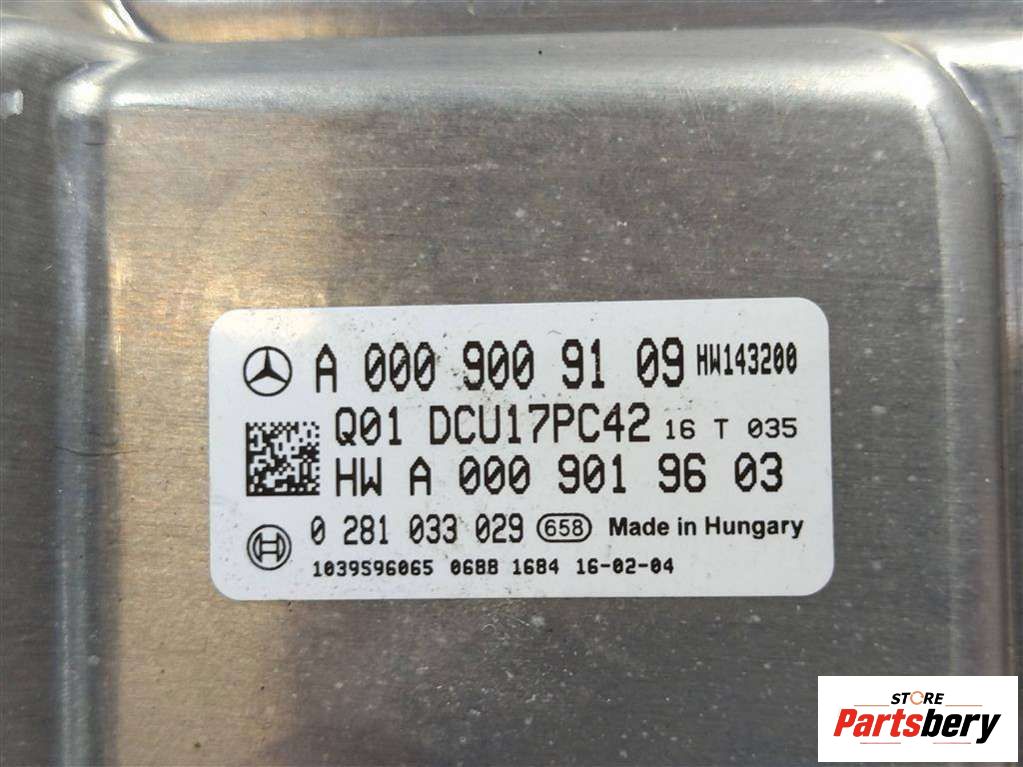 A 000 900 91 09 HW143200
Q01 DCU17PC42 16 T 035
HW A 000 901 96 03
0 281 033 029 658 Made in Hungary
1039S96065 0688 1684 16-02-04
STORE
Partsbery